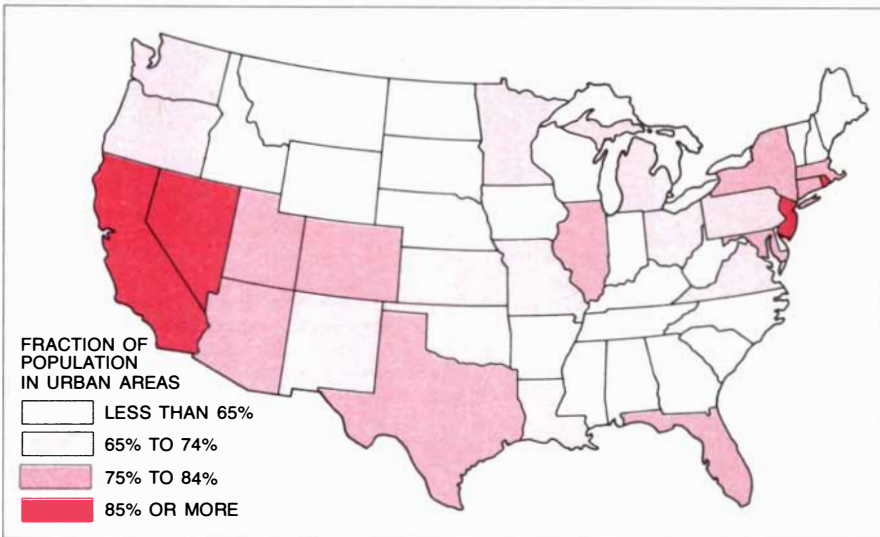 FRACTION OF
POPULATION
IN URBAN AREAS
LESS THAN 65%
65% TO 74%
75% TO 84%
85% OR MORE